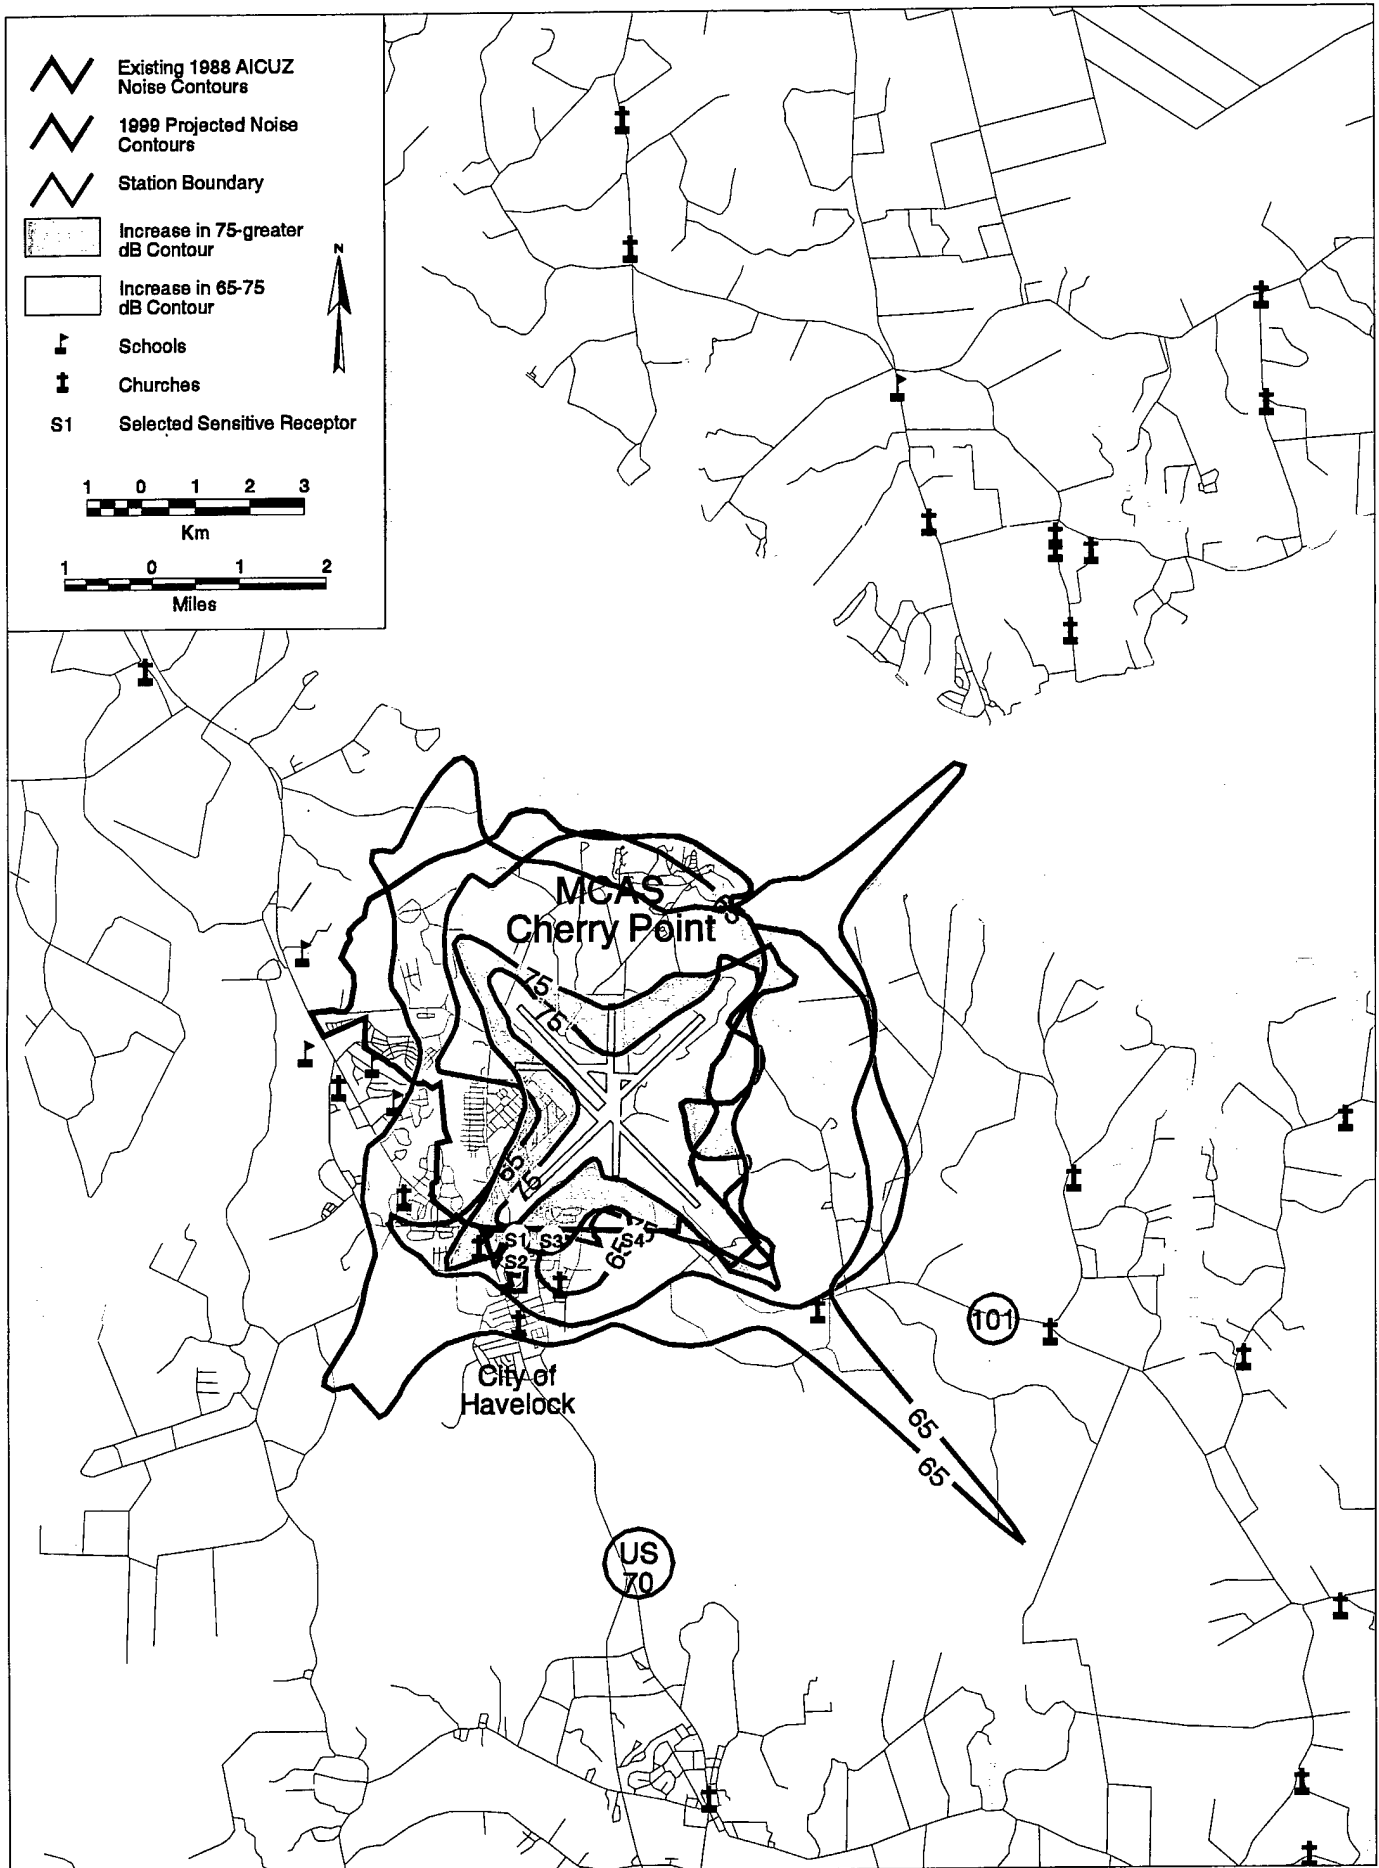 Existing 1988 AICUZ
Noise Contours
1999 Projected Noise
Contours
Station Boundary
Increase in 75-greater
dB Contour
N
Increase in 65-75
dB Contour
Schools
Churches
S1 Selected Sensitive Receptor
1 0 1 2 3
Km
1 0 1 2
Miles
MCAS
Cherry Point
65
75
75
65
75
75
S1 S3 S4
S2
65
101
City of
Havelock
65
65
US
70